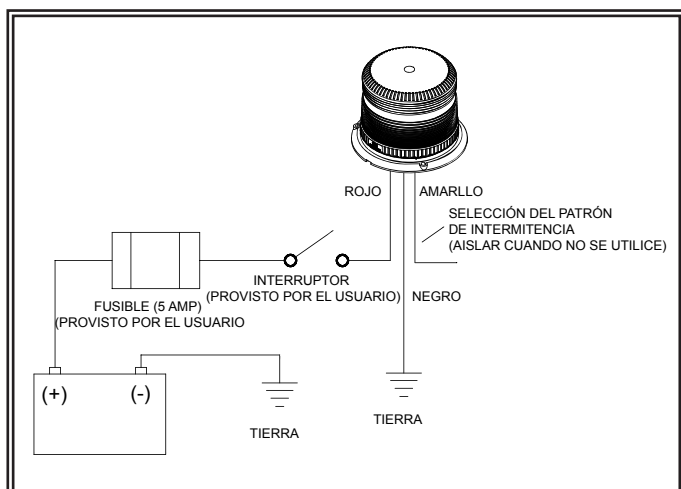 ROJO
AMARLLO
SELECCIÓN DEL PATRÓN
DE INTERMITENCIA
(AISLAR CUANDO NO SE UTILICE)
INTERRUPTOR
(PROVISTO POR EL USUARIO)
NEGRO
FUSIBLE (5 AMP)
(PROVISTO POR EL USUARIO
(+)
(-)
TIERRA
TIERRA